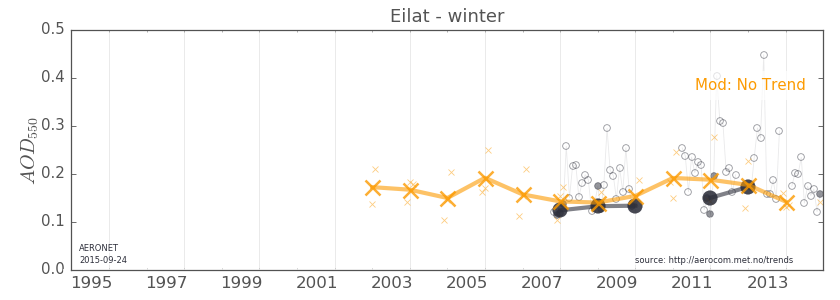 Eilat - winter
0.5
0.4
0.3
0.2
0.1
0.0
AOD550
Mod: No Trend
AERONET
2015-09-24
source: http://aerocom.met.no/trends
1995 1997 1999 2001 2003 2005 2007 2009 2011 2013